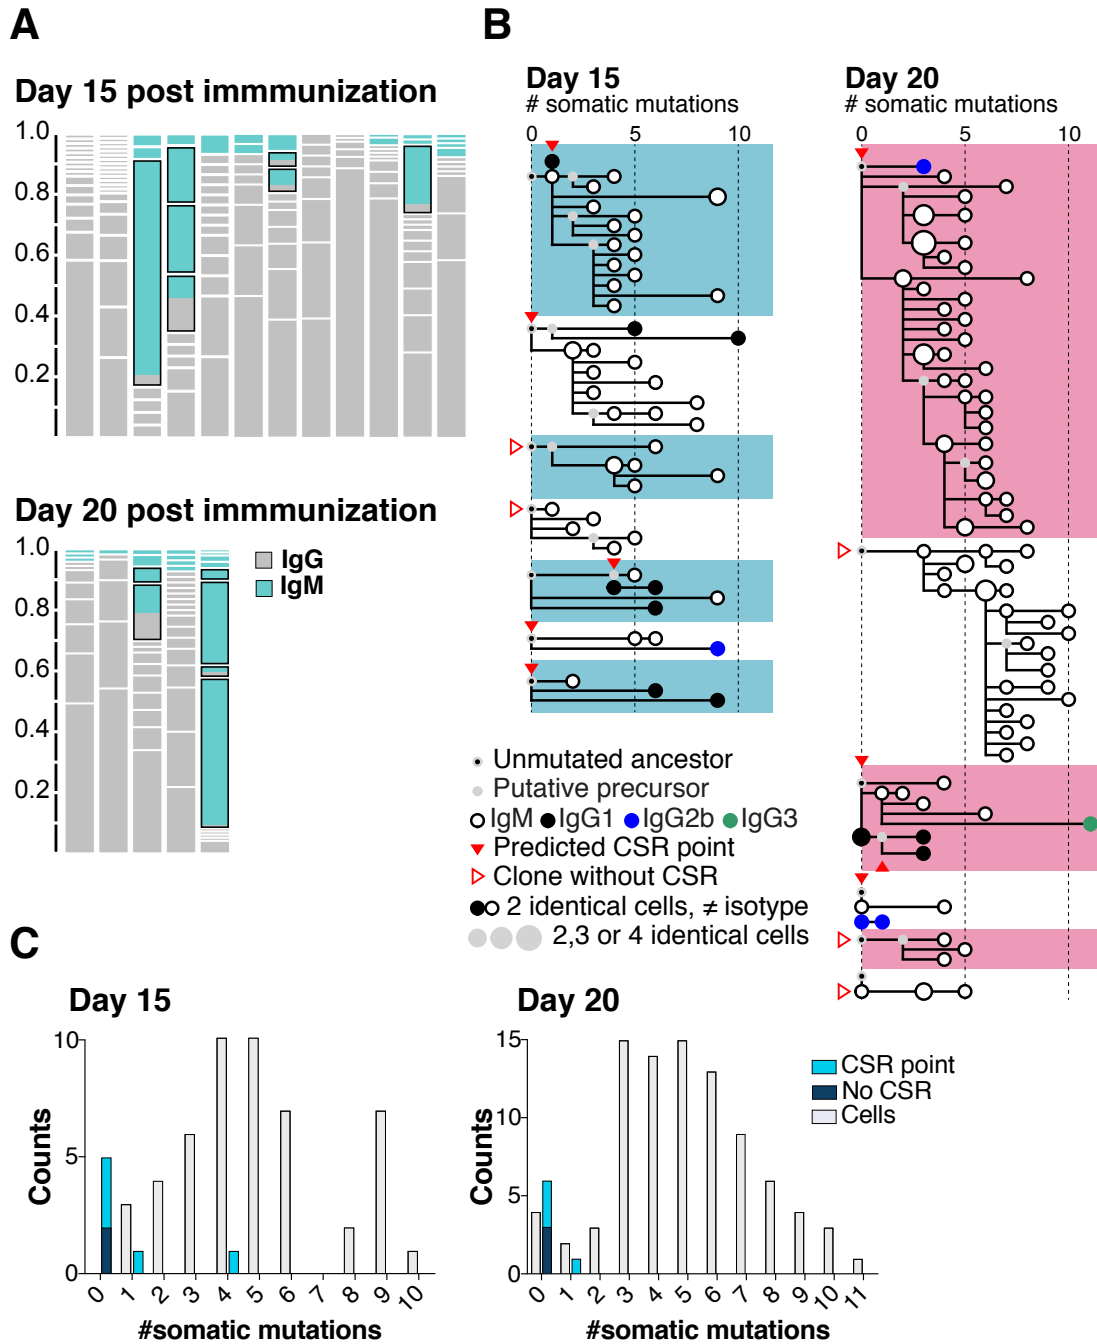 A
Day 15 post immmunization
1.0
0.8
0.6
0.4
0.2
Day 20 post immmunization
1.0
0.8
0.6
0.4
0.2
IgG
IgM
B
Day 15
# somatic mutations
0 5 10
Day 20
# somatic mutations
0 5 10
Unmutated ancestor
Putative precursor
IgM IgG1 IgG2b IgG3
Predicted CSR point
Clone without CSR
2 identical cells, ≠ isotype
2,3 or 4 identical cells
C
Day 15
Counts
10
5
0
0 1 2 3 4 5 6 7 8 9 10
#somatic mutations
Day 20
Counts
15
10
5
0
0 1 2 3 4 5 6 7 8 9 10 11
#somatic mutations
CSR point
No CSR
Cells